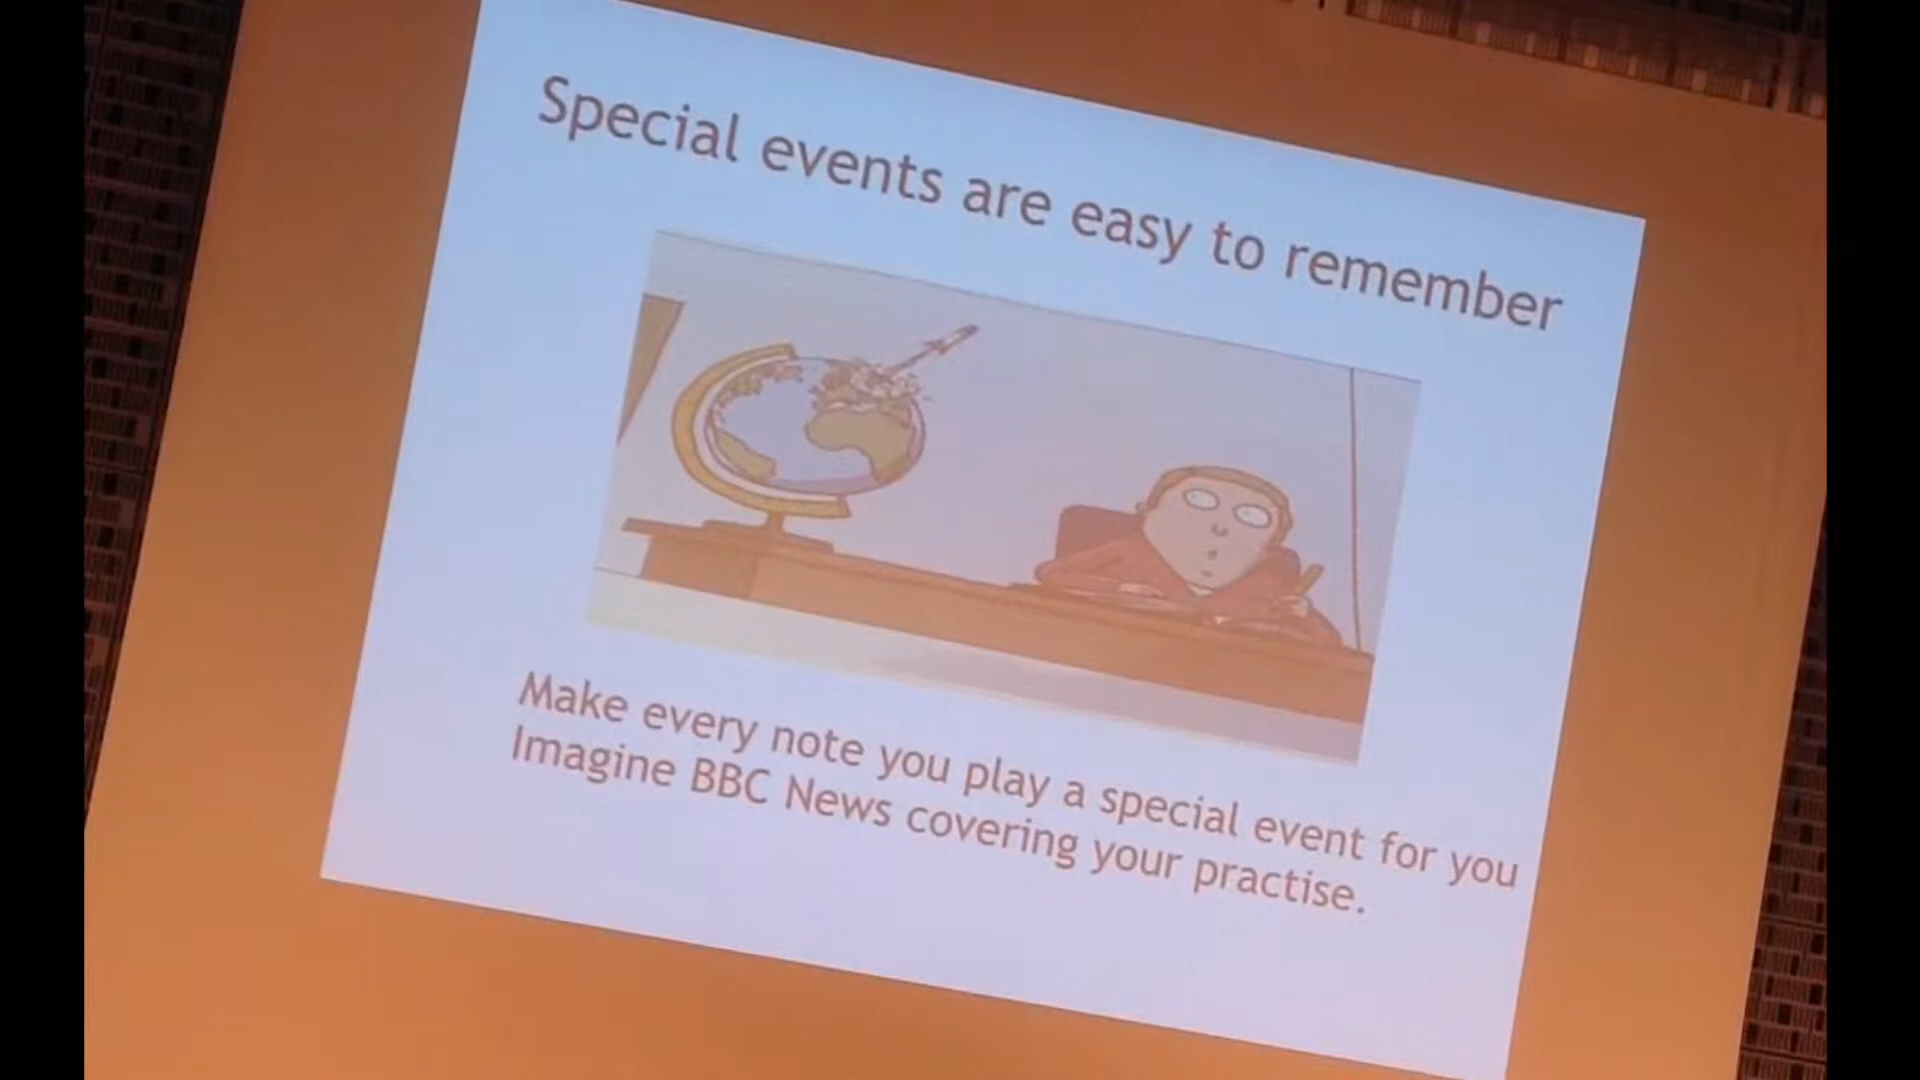 Special events are easy to remember
Make every note you play a special event for you
Imagine BBC News covering your practise.